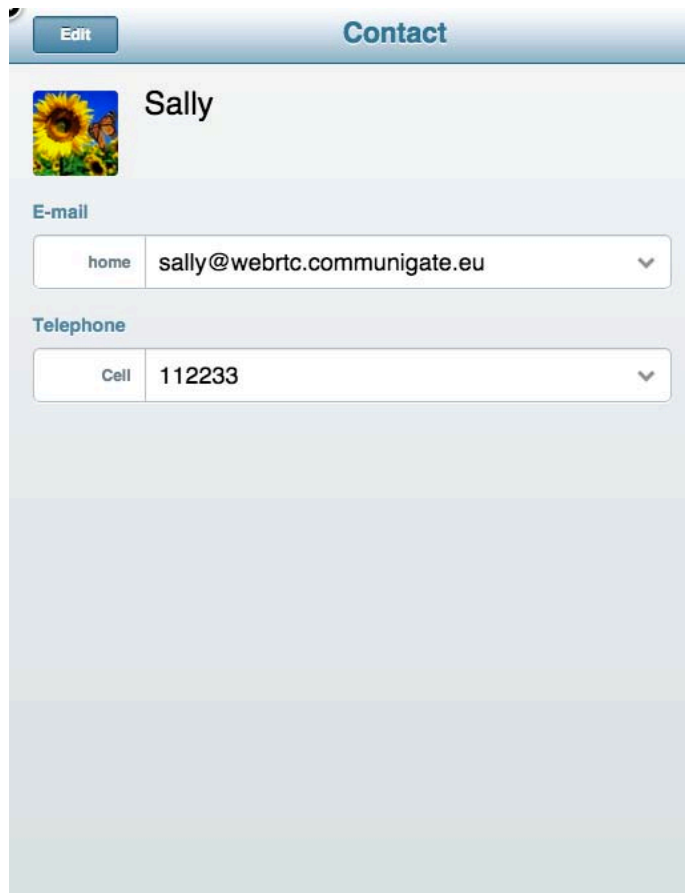 Edit
Contact
Sally
E-mail
home
sally@webrtc.communigate.eu
Telephone
Cell
112233